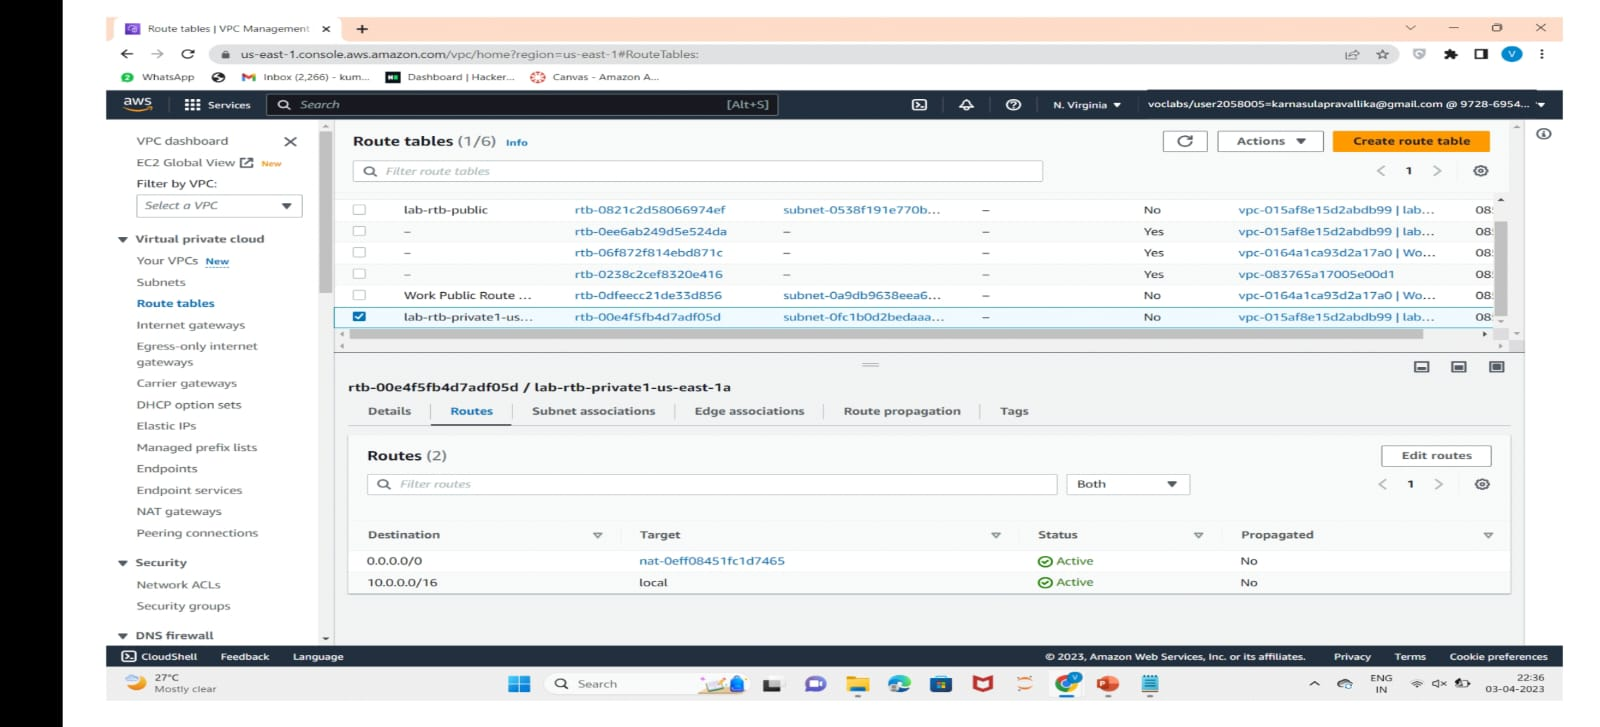 Route tables | VPC Management
us-east-1.console.aws.amazon.com/vpc/home?region=us-east-1#RouteTables:
WhatsApp Inbox (2,266) - kum... Dashboard | Hacker... Canvas - Amazon A...
aws Services Search [Alt+S] N. Virginia voclabs/user2058005=karnasulapravallika@gmail.com @ 9728-6954...
VPC dashboard
EC2 Global View New
Filter by VPC:
Select a VPC
Virtual private cloud
Your VPCs New
Subnets
Route tables
Internet gateways
Egress-only internet
gateways
Carrier gateways
DHCP option sets
Elastic IPs
Managed prefix lists
Endpoints
Endpoint services
NAT gateways
Peering connections
Security
Network ACLs
Security groups
DNS firewall
Route tables (1/6) Info
Actions Create route table
Filter route tables
1
lab-rtb-public rtb-0821c2d58066974ef subnet-0538f191e770b... – No vpc-015af8e15d2abdb99 | lab... 08
– rtb-0ee6ab249d5e524da – – Yes vpc-015af8e15d2abdb99 | lab... 08
– rtb-06f872f814ebd871c – – Yes vpc-0164a1ca93d2a17a0 | Wo... 08
– rtb-0238c2cef8320e416 – – Yes vpc-083765a17005e00d1 08
Work Public Route ... rtb-0dfeecc21de33d856 subnet-0a9db9638eea6... – No vpc-0164a1ca93d2a17a0 | Wo... 08
lab-rtb-private1-us... rtb-00e4f5fb4d7adf05d subnet-0fc1b0d2bedaaa... – No vpc-015af8e15d2abdb99 | lab... 08
rtb-00e4f5fb4d7adf05d / lab-rtb-private1-us-east-1a
Details Routes Subnet associations Edge associations Route propagation Tags
Routes (2) Edit routes
Filter routes Both 1
Destination Target Status Propagated
0.0.0.0/0 nat-0eff08451fc1d7465 Active No
10.0.0.0/16 local Active No
CloudShell Feedback Language © 2023, Amazon Web Services, Inc. or its affiliates. Privacy Terms Cookie preferences
27°C
Mostly clear
Search
ENG
IN
22:36
03-04-2023